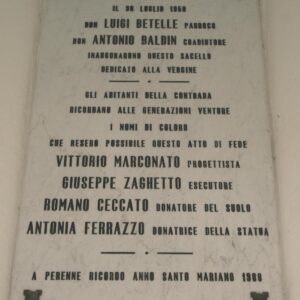 IL 30 LUGLIO 1950
DON LUIGI BETELLE PARROCO
DON ANTONIO BALDIN COADIUTORE
INAUGURARONO QUESTO SACELLO
DEDICATO ALLA VERGINE
GLI ABITANTI DELLA CONTRADA
RICORDANO ALLE GENERAZIONI VENTURE
I NOMI DI COLORO
CHE RESERO POSSIBILE QUESTO ATTO DI FEDE
VITTORIO MARCONATO PROGETTISTA
GIUSEPPE ZAGHETTO ESECUTORE
ROMANO CECCATO DONATORE DEL SUOLO
ANTONIA FERRAZZO DONATRICE DELLA STATUA
A PERENNE RICORDO ANNO SANTO MARIANO 1988